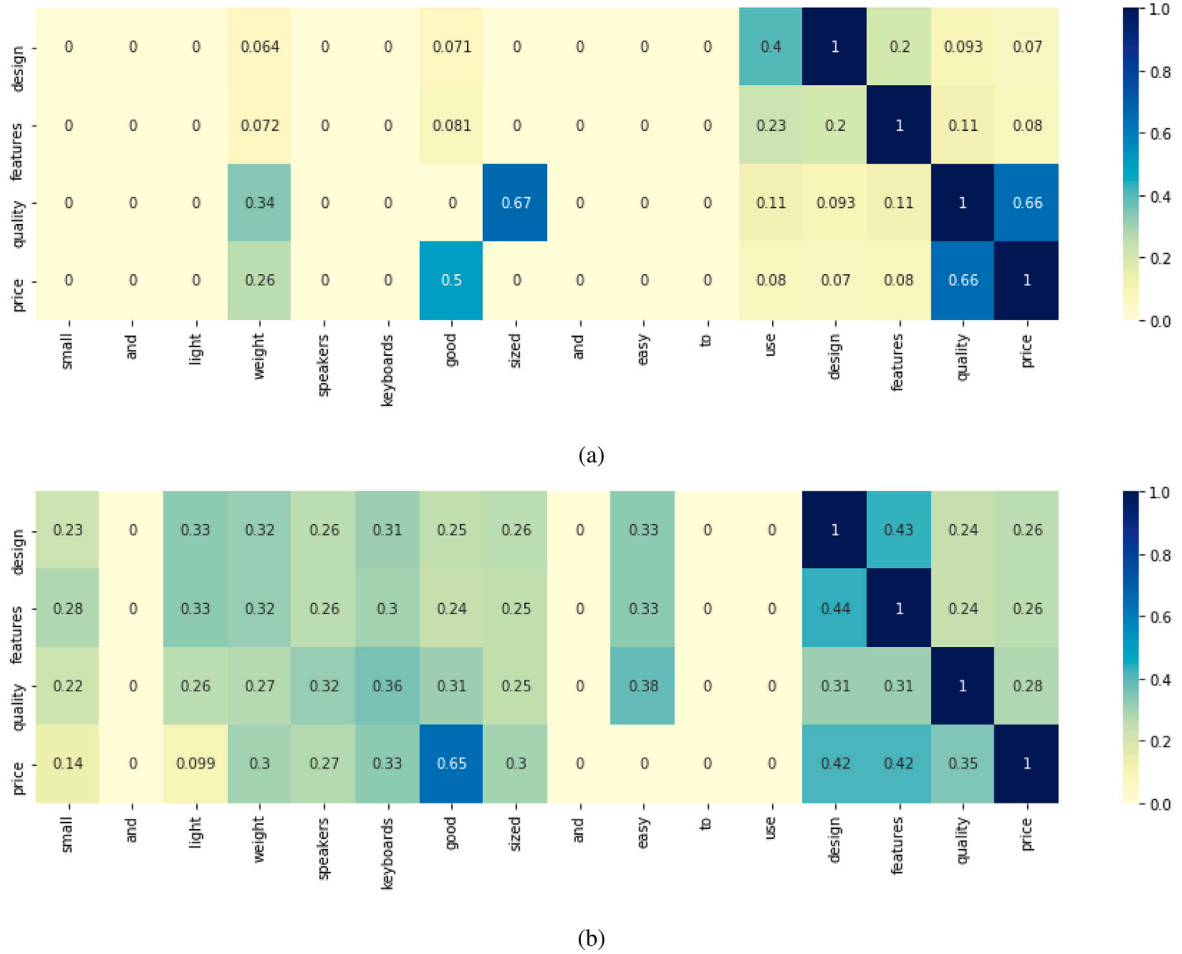 design 0 0 0 0.064 0 0 0.071 0 0 0 0 0.4 1 0.2 0.093 0.07
features 0 0 0 0.072 0 0 0.081 0 0 0 0 0.23 0.2 1 0.11 0.08
quality 0 0 0 0.34 0 0 0 0.67 0 0 0 0.11 0.093 0.11 1 0.66
price 0 0 0 0.26 0 0 0.5 0 0 0 0 0.08 0.07 0.08 0.66 1
small and light weight speakers keyboards good sized and easy to use design features quality price
1.0
0.8
0.6
0.4
0.2
0.0
(a)
design 0.23 0 0.33 0.32 0.26 0.31 0.25 0.26 0 0.33 0 0 1 0.43 0.24 0.26
features 0.28 0 0.33 0.32 0.26 0.3 0.24 0.25 0 0.33 0 0 0.44 1 0.24 0.26
quality 0.22 0 0.26 0.27 0.32 0.36 0.31 0.25 0 0.38 0 0 0.31 0.31 1 0.28
price 0.14 0 0.099 0.3 0.27 0.33 0.65 0.3 0 0 0 0 0.42 0.42 0.35 1
small and light weight speakers keyboards good sized and easy to use design features quality price
1.0
0.8
0.6
0.4
0.2
0.0
(b)